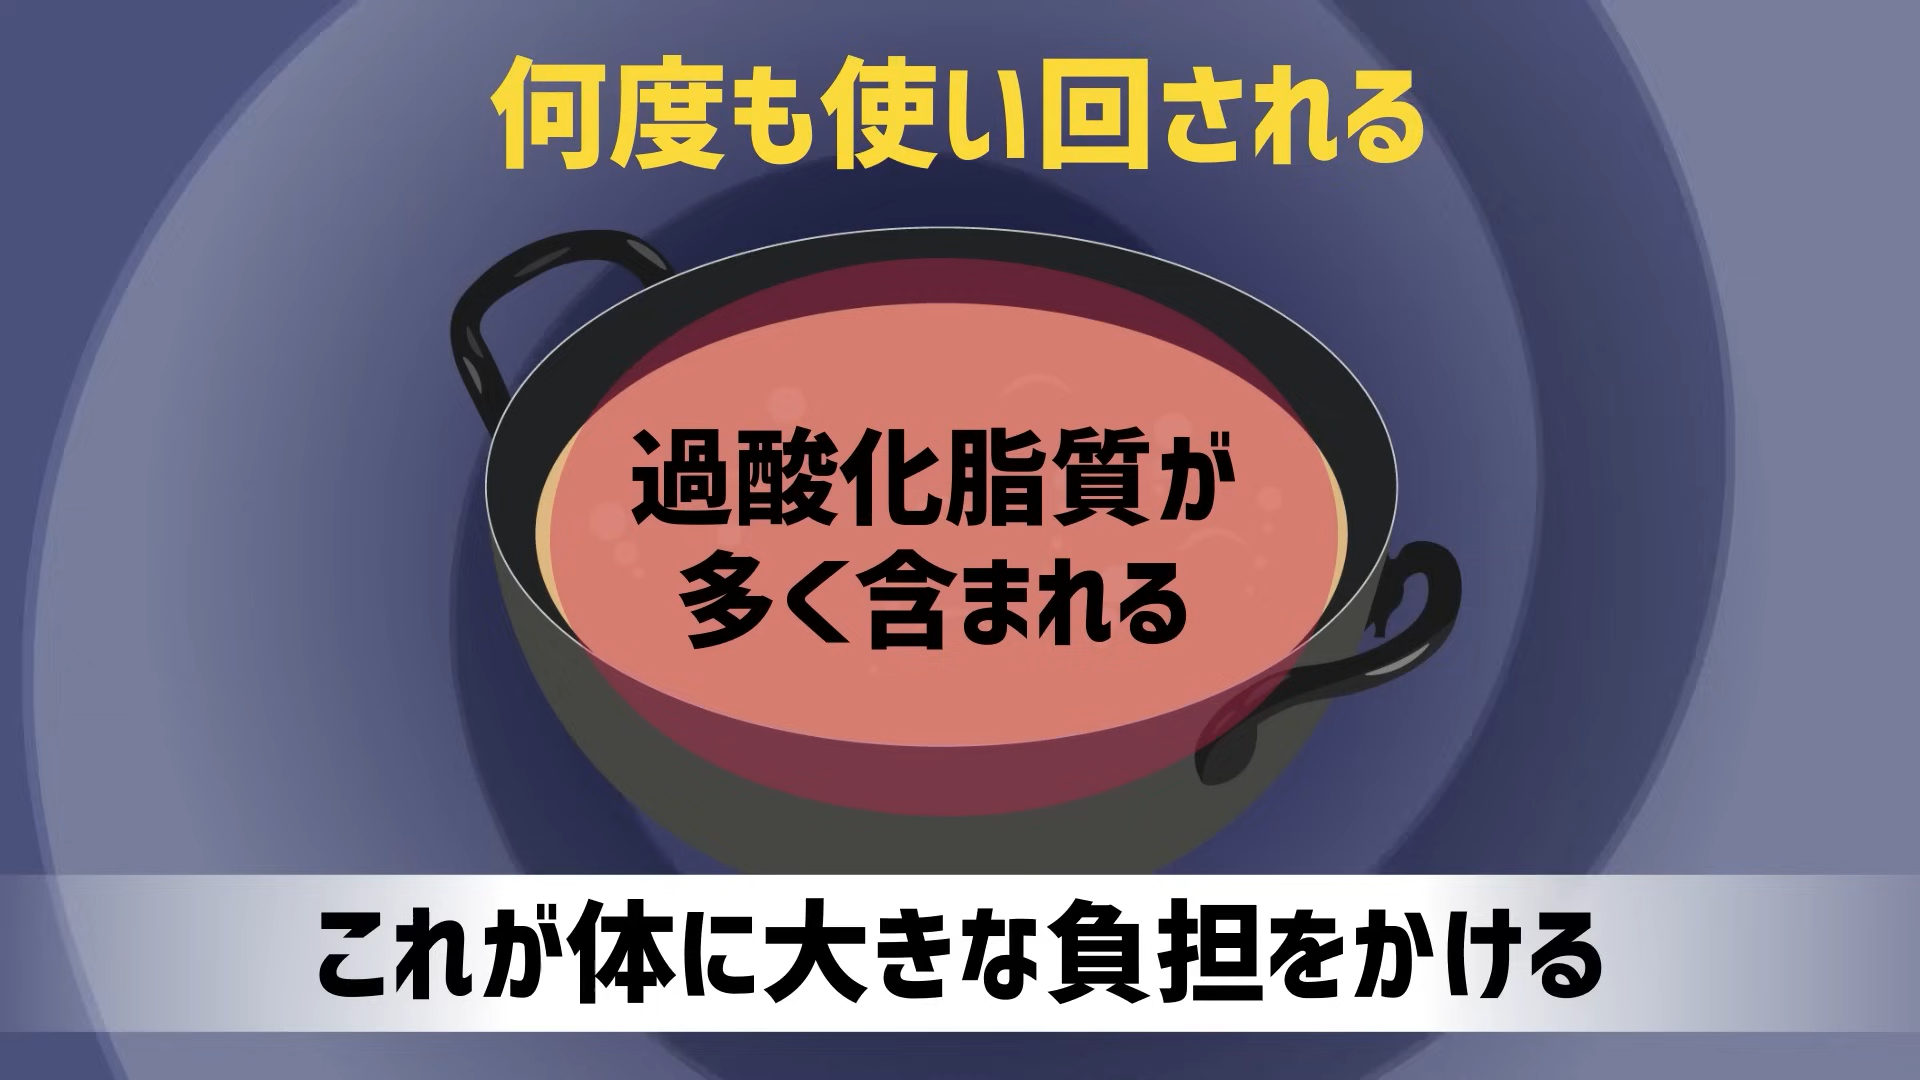 何度も使い回される
過酸化脂質が
多く含まれる
これが体に大きな負担をかける